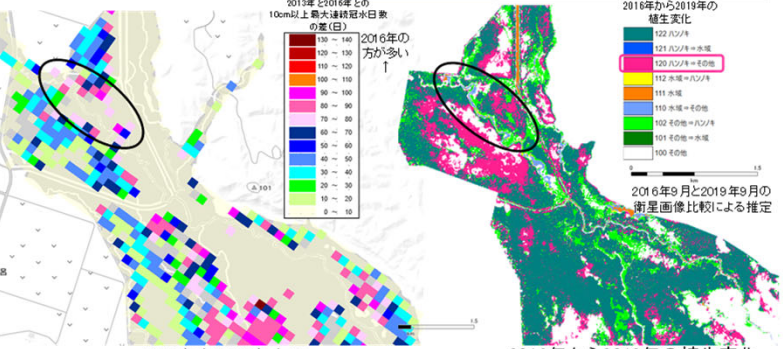 2013年と2016年との
10cm以上最大連続冠水日数
の差(日)
130 ～ 140
120 ～ 130
110 ～ 120
100 ～ 110
90 ～ 100
80 ～ 90
70 ～ 80
60 ～ 70
50 ～ 60
40 ～ 50
30 ～ 40
20 ～ 30
10 ～ 20
0 ～ 10
2016年の
方が多い
↑
101
1.5
km
2016年から2019年の
植生変化
122 ハンノキ
121 ハンノキ⇒水域
120 ハンノキ⇒その他
112 水域⇒ハンノキ
111 水域
110 水域⇒その他
102 その他⇒ハンノキ
101 その他⇒水域
100 その他
0
1.5
km
2016年9月と2019年9月の
衛星画像比較による推定